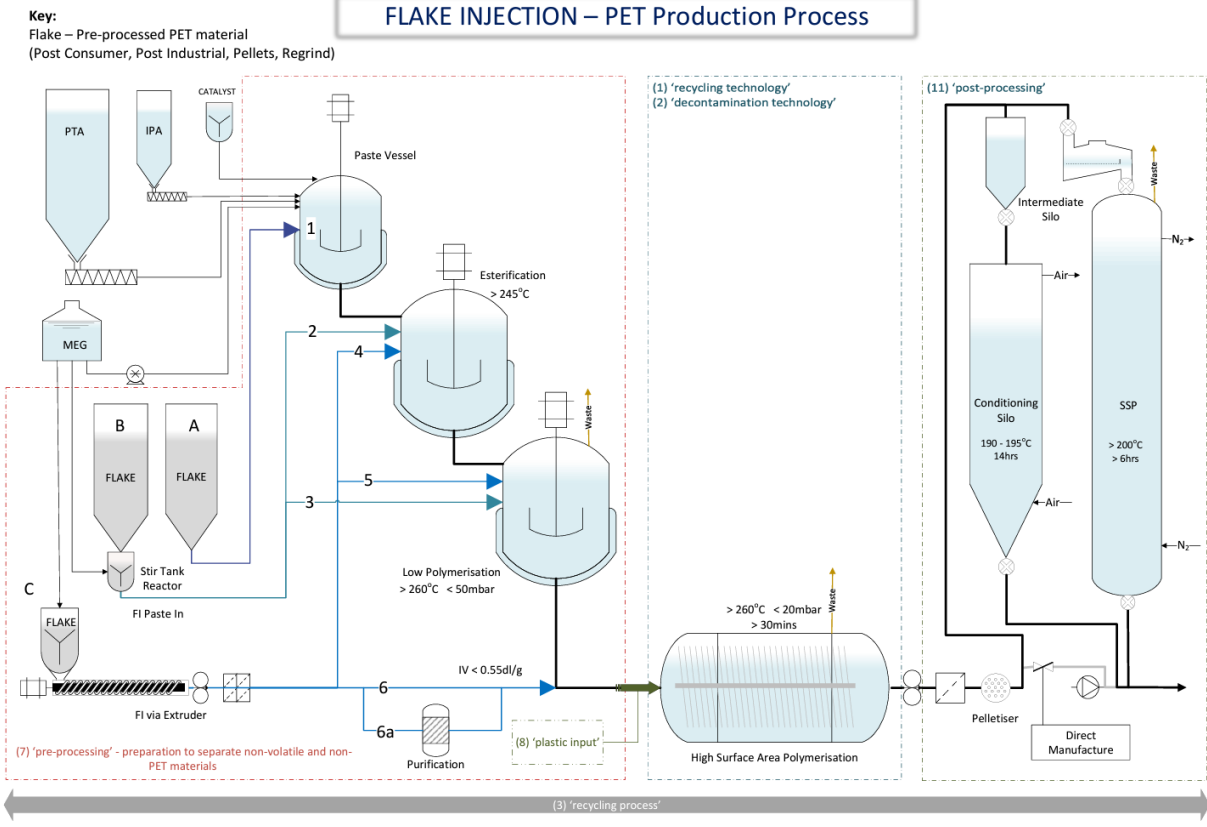 FLAKE INJECTION – PET Production Process
Key:
Flake – Pre-processed PET material
(Post Consumer, Post Industrial, Pellets, Regrind)
PTA
IPA
CATALYST
Paste Vessel
1
MEG
Esterification
> 245°C
2
4
B
A
FLAKE
FLAKE
Stir Tank
Reactor
FI Paste In
5
3
Waste
Low Polymerisation
> 260°C < 50mbar
C
FLAKE
FI via Extruder
IV < 0.55dl/g
6
6a
Purification
(7) 'pre-processing' - preparation to separate non-volatile and non-
PET materials
(8) 'plastic input'
(1) 'recycling technology'
(2) 'decontamination technology'
> 260°C < 20mbar
> 30mins
Waste
High Surface Area Polymerisation
(11) 'post-processing'
Intermediate
Silo
Waste
N2
Air
Conditioning
Silo
190 - 195°C
14hrs
SSP
> 200°C
> 6hrs
Air
N2
Pelletiser
Direct
Manufacture
(3) 'recycling process'